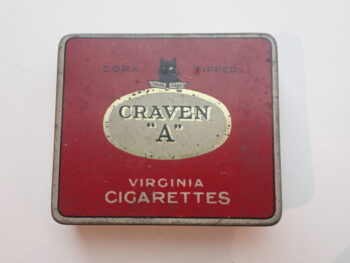 CORK TIPPED
CRAVEN
"A"
VIRGINIA
CIGARETTES